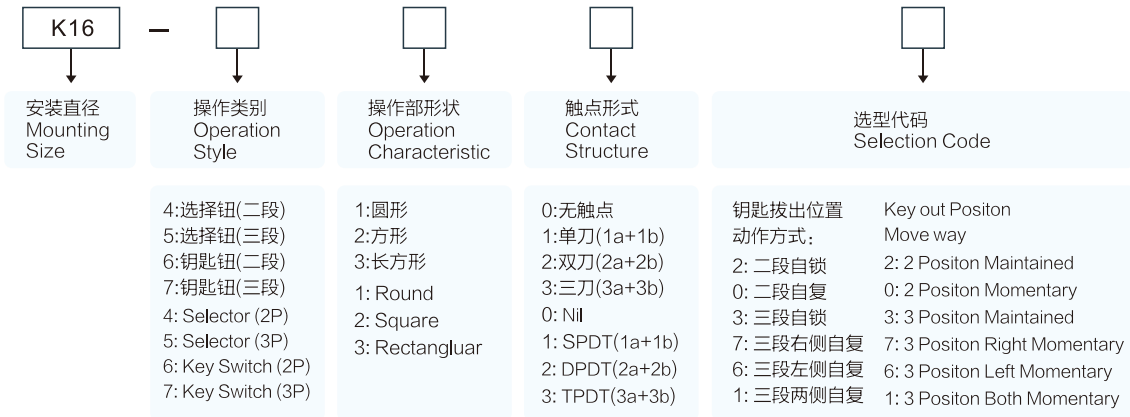 K16 –
安装直径
Mounting
Size
操作类别
Operation
Style
操作部形状
Operation
Characteristic
触点形式
Contact
Structure
选型代码
Selection Code
4:选择钮(二段)
5:选择钮(三段)
6:钥匙钮(二段)
7:钥匙钮(三段)
4: Selector (2P)
5: Selector (3P)
6: Key Switch (2P)
7: Key Switch (3P)
1:圆形
2:方形
3:长方形
1: Round
2: Square
3: Rectangluar
0:无触点
1:单刀(1a+1b)
2:双刀(2a+2b)
3:三刀(3a+3b)
0: Nil
1: SPDT(1a+1b)
2: DPDT(2a+2b)
3: TPDT(3a+3b)
钥匙拔出位置
动作方式：
2: 二段自锁
0: 二段自复
3: 三段自锁
7: 三段右侧自复
6: 三段左侧自复
1: 三段两侧自复
Key out Positon
Move way
2: 2 Positon Maintained
0: 2 Positon Momentary
3: 3 Positon Maintained
7: 3 Positon Right Momentary
6: 3 Positon Left Momentary
1: 3 Positon Both Momentary